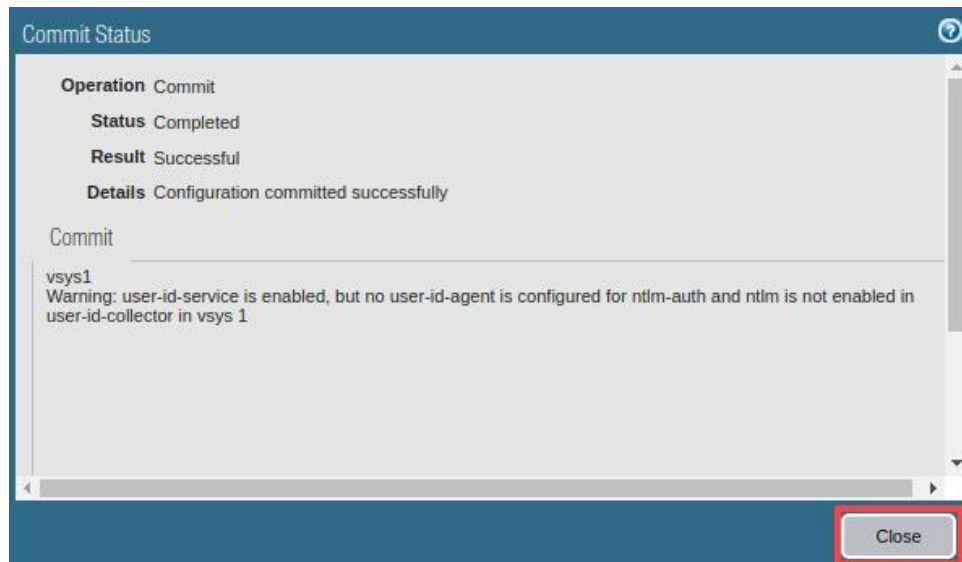 Commit Status
Operation Commit
Status Completed
Result Successful
Details Configuration committed successfully
Commit
vsys1
Warning: user-id-service is enabled, but no user-id-agent is configured for ntlm-auth and ntlm is not enabled in
user-id-collector in vsys 1
Close